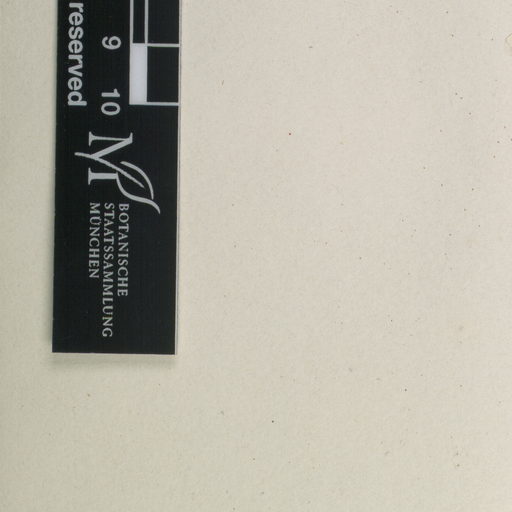 9 10
reserved
BOTANISCHE
STAATSSAMMLUNG
MÜNCHEN